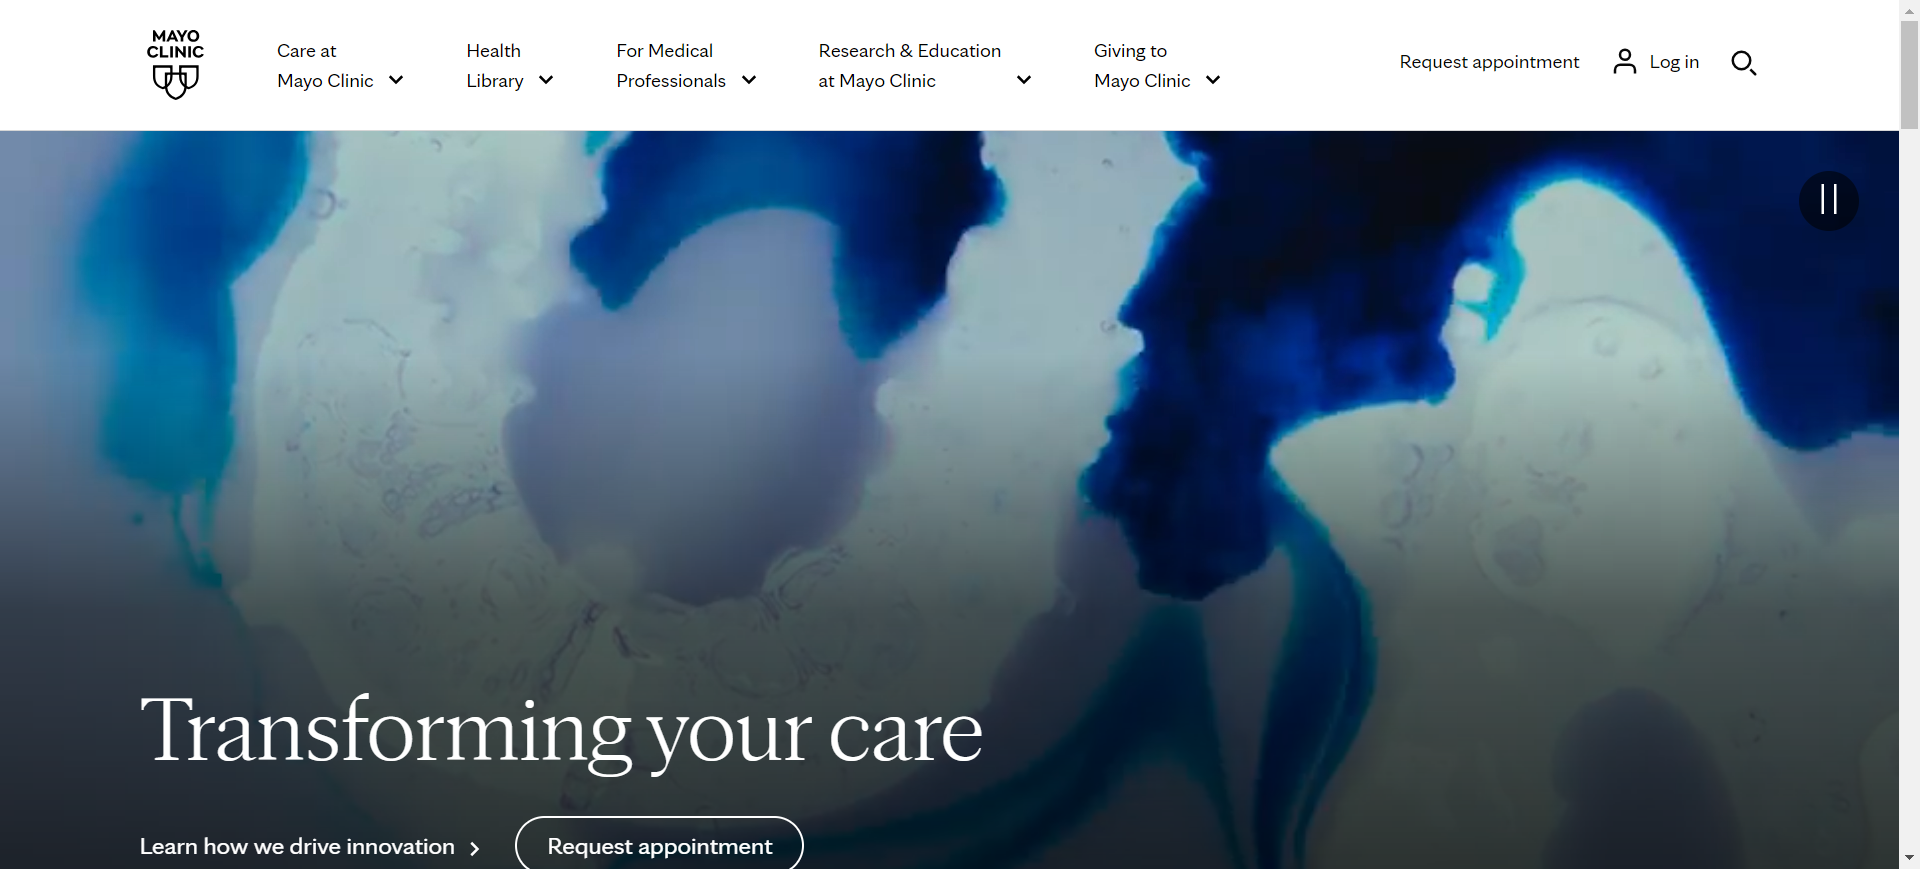 MAYO
CLINIC
Care at
Mayo Clinic
Health
Library
For Medical
Professionals
Research & Education
at Mayo Clinic
Giving to
Mayo Clinic
Request appointment
Log in
Transforming your care
Learn how we drive innovation
Request appointment